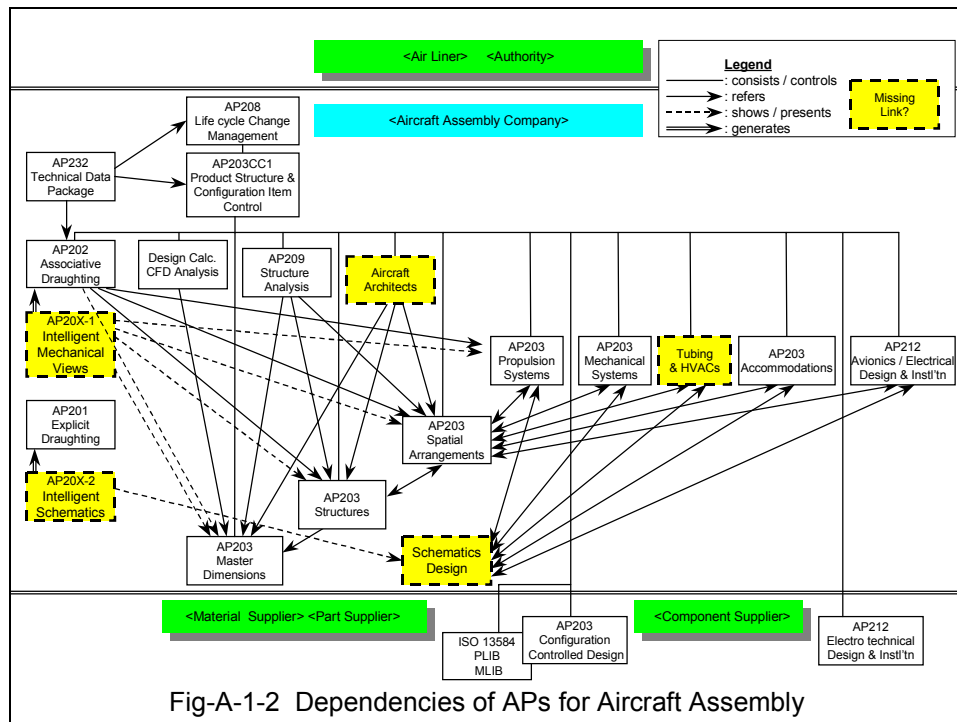 <Air Liner> <Authority>
Legend
: consists / controls
: refers
: shows / presents
: generates
Missing
Link?
<Aircraft Assembly Company>
AP208
Life cycle Change
Management
AP232
Technical Data
Package
AP203CC1
Product Structure &
Configuration Item
Control
AP202
Associative
Draughting
Design Calc.
CFD Analysis
AP209
Structure
Analysis
Aircraft
Architects
AP20X-1
Intelligent
Mechanical
Views
AP203
Propulsion
Systems
AP203
Mechanical
Systems
Tubing
& HVACs
AP203
Accommodations
AP212
Avionics / Electrical
Design & Instl'tn
AP201
Explicit
Draughting
AP203
Spatial
Arrangements
AP20X-2
Intelligent
Schematics
AP203
Structures
AP203
Master
Dimensions
Schematics
Design
<Material Supplier> <Part Supplier>
<Component Supplier>
ISO 13584
PLIB
MLIB
AP203
Configuration
Controlled Design
AP212
Electro technical
Design & Instl'tn
Fig-A-1-2 Dependencies of APs for Aircraft Assembly